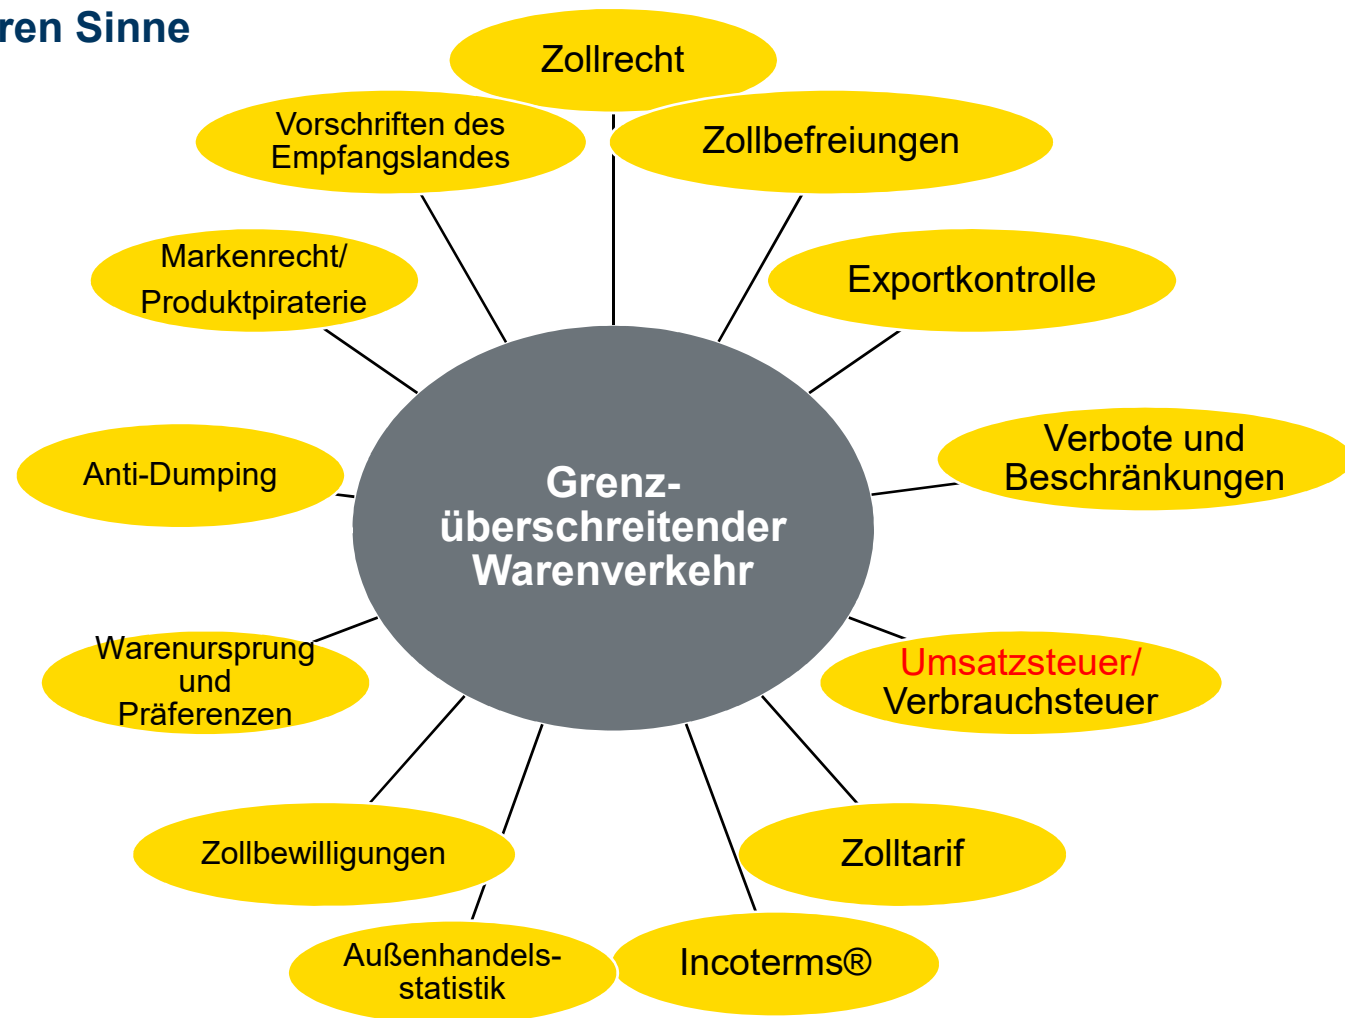 ren Sinne
Zollrecht
Vorschriften des
Empfangslandes
Zollbefreiungen
Markenrecht/
Produktpiraterie
Exportkontrolle
Anti-Dumping
Grenz-
überschreitender
Warenverkehr
Verbote und
Beschränkungen
Warenursprung
und
Präferenzen
Umsatzsteuer/
Verbrauchsteuer
Zollbewilligungen
Zolltarif
Außenhandels-
statistik
Incoterms®